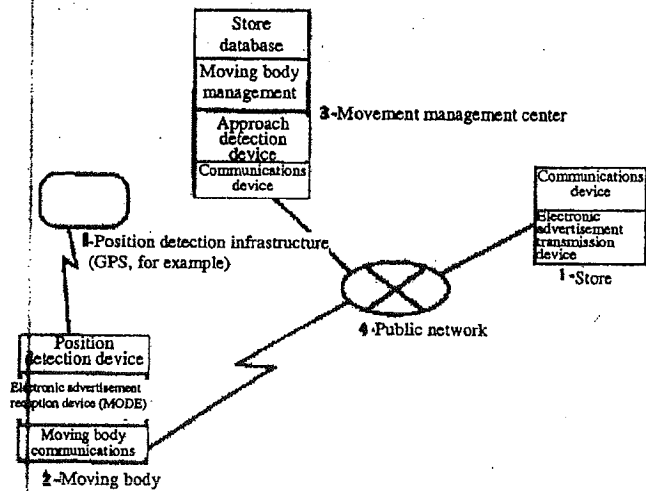 Store
database
Moving body
management
Approach
detection
device
Communications
device
3-Movement management center
Communications
device
Electronic
advertisement
transmission
device
1-Store
-Position detection infrastructure
(GPS, for example)
4-Public network
Position
detection device
Electronic advertisement
reception device (MODE)
Moving body
communications
2-Moving body